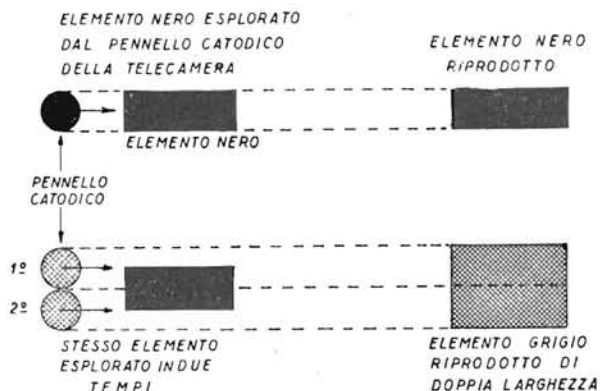 ELEMENTO NERO ESPLORATO
DAL PENNELLO CATODICO
DELLA TELECAMERA
ELEMENTO NERO
RIPRODOTTO
ELEMENTO NERO
PENNELLO
CATODICO
1º
2º
STESSO ELEMENTO
ESPLORATO IN DUE
TEMPI
ELEMENTO GRIGIO
RIPRODOTTO DI
DOPPIA LARGHEZZA